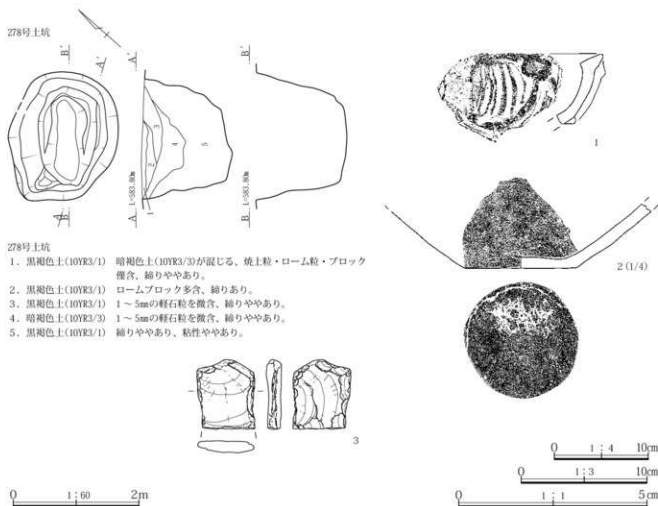 278号土坑
B'
A'
A'
B'
1
2
3
4
5
L=583.80m
L=583.80m
A
B
A
B
1
1
2(1/4)
278号土坑
1. 黒褐色土(10YR3/1) 暗褐色土(10YR3/3)が混じる、焼土粒・ローム粒・ブロック
僅含、締りややあり。
2. 黒褐色土(10YR3/1) ロームブロック多含、締りあり。
3. 黒褐色土(10YR3/1) 1～5㎜の軽石粒を微含、締りややあり。
4. 暗褐色土(10YR3/3) 1～5㎜の軽石粒を微含、締りややあり。
5. 黒褐色土(10YR3/1) 締りややあり、粘性ややあり。
3
0 1:4 10cm
0 1:3 10cm
0 1:60 2m
0 1:1 5cm